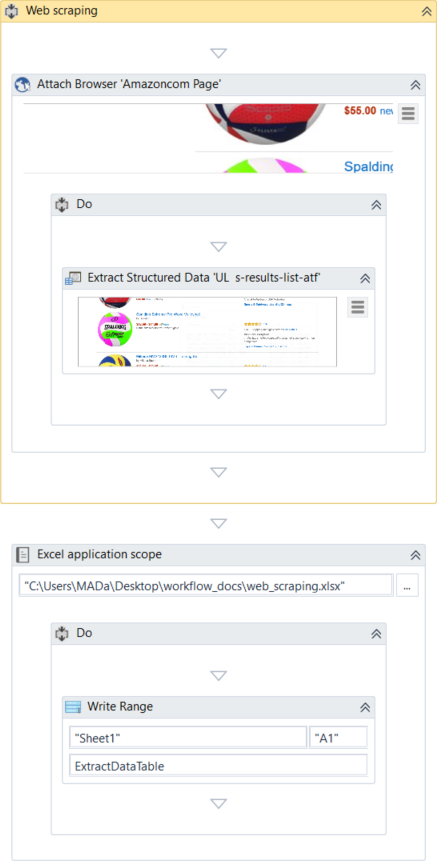 Web scraping
Attach Browser 'Amazoncom Page'
$55.00 new
Spalding
Do
Extract Structured Data 'UL  s-results-list-atf'
SPALDING
Excel application scope
"C:\Users\MADa\Desktop\workflow_docs\web_scraping.xlsx"
...
Do
Write Range
"Sheet1"
"A1"
ExtractDataTable